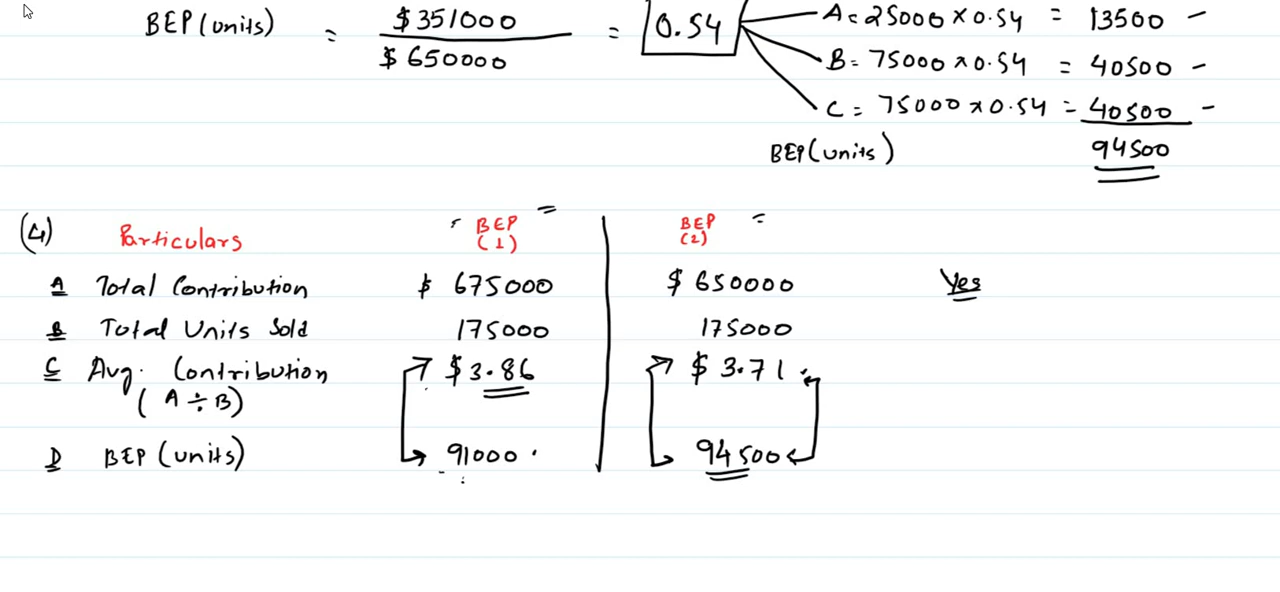 BEP (units) = $351000 / $650000 = 0.54
A = 25000 × 0.54 = 13500 –
B = 75000 × 0.54 = 40500 –
C = 75000 × 0.54 = 40500 –
BEP (units) 94500
(4) Particulars BEP (1) = BEP (2) =
A Total Contribution $ 675000 $ 650000 Yes
B Total Units Sold 175000 175000
C Avg. Contribution $3.86 $ 3.71
(A ÷ B)
D BEP (units) 91000 94500